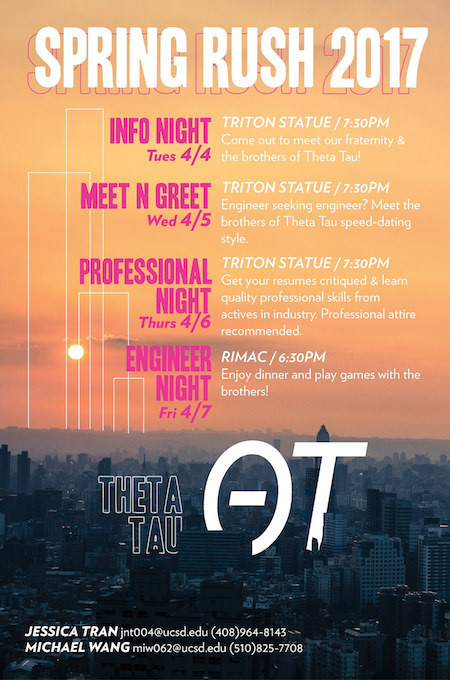 SPRING RUSH 2017
INFO NIGHT
Tues 4/4
TRITON STATUE / 7:30PM
Come out to meet our fraternity &
the brothers of Theta Tau!
MEET N GREET
Wed 4/5
TRITON STATUE / 7:30PM
Engineer seeking engineer? Meet the
brothers of Theta Tau speed-dating
style.
PROFESSIONAL
NIGHT
Thurs 4/6
TRITON STATUE / 7:30PM
Get your resumes critiqued & learn
quality professional skills from
actives in industry. Professional attire
recommended.
ENGINEER
NIGHT
Fri 4/7
RIMAC / 6:30PM
Enjoy dinner and play games with the
brothers!
THETA
TAU
ΘΤ
JESSICA TRAN jnt004@ucsd.edu (408)964-8143
MICHAEL WANG miw062@ucsd.edu (510)825-7708